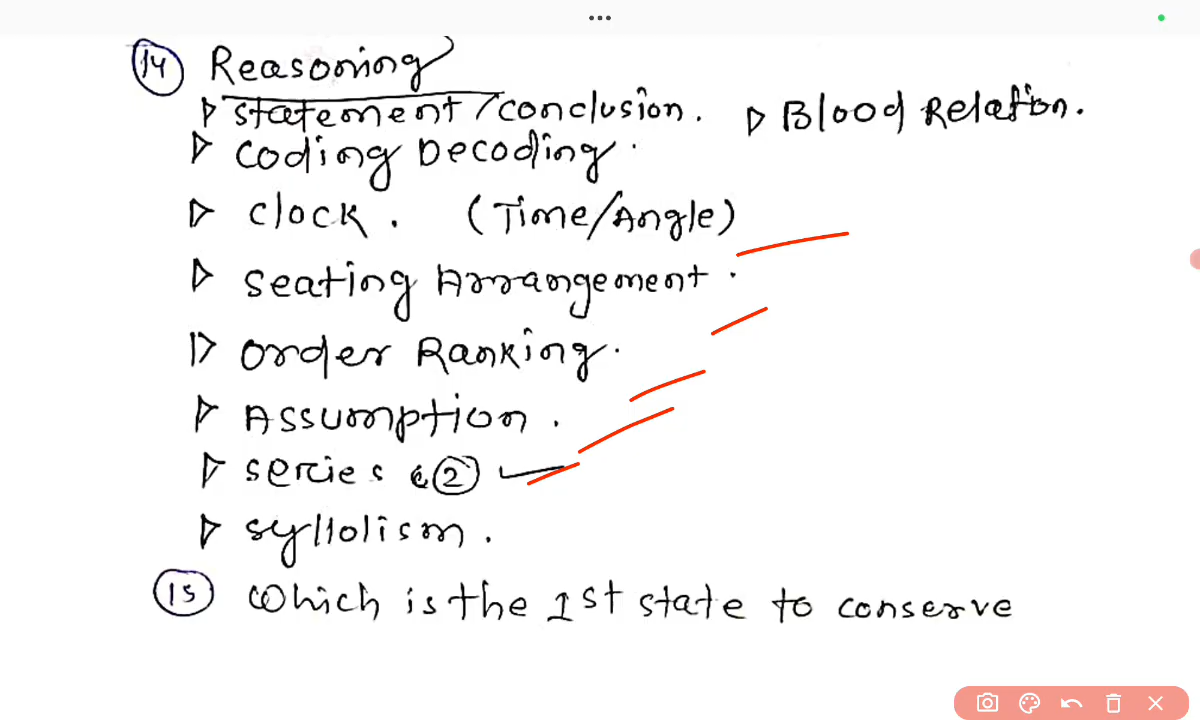 14 Reasoning
▷ Statement / conclusion. ▷ Blood Relation.
▷ Coding Decoding.
▷ Clock. (Time/Angle)
▷ Seating Arrangement.
▷ Order Ranking.
▷ Assumption.
▷ Series (2)
▷ Syllolism.
15 Which is the 1st state to conserve